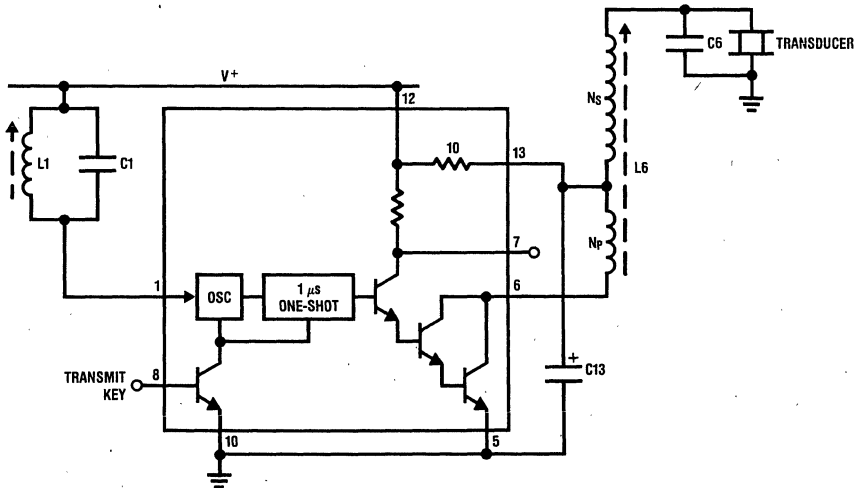 V+
12
C6
TRANSDUCER
NS
L6
NP
L1
C1
10
13
7
1
OSC
1 μs
ONE-SHOT
6
TRANSMIT
KEY
8
+
C13
10
5